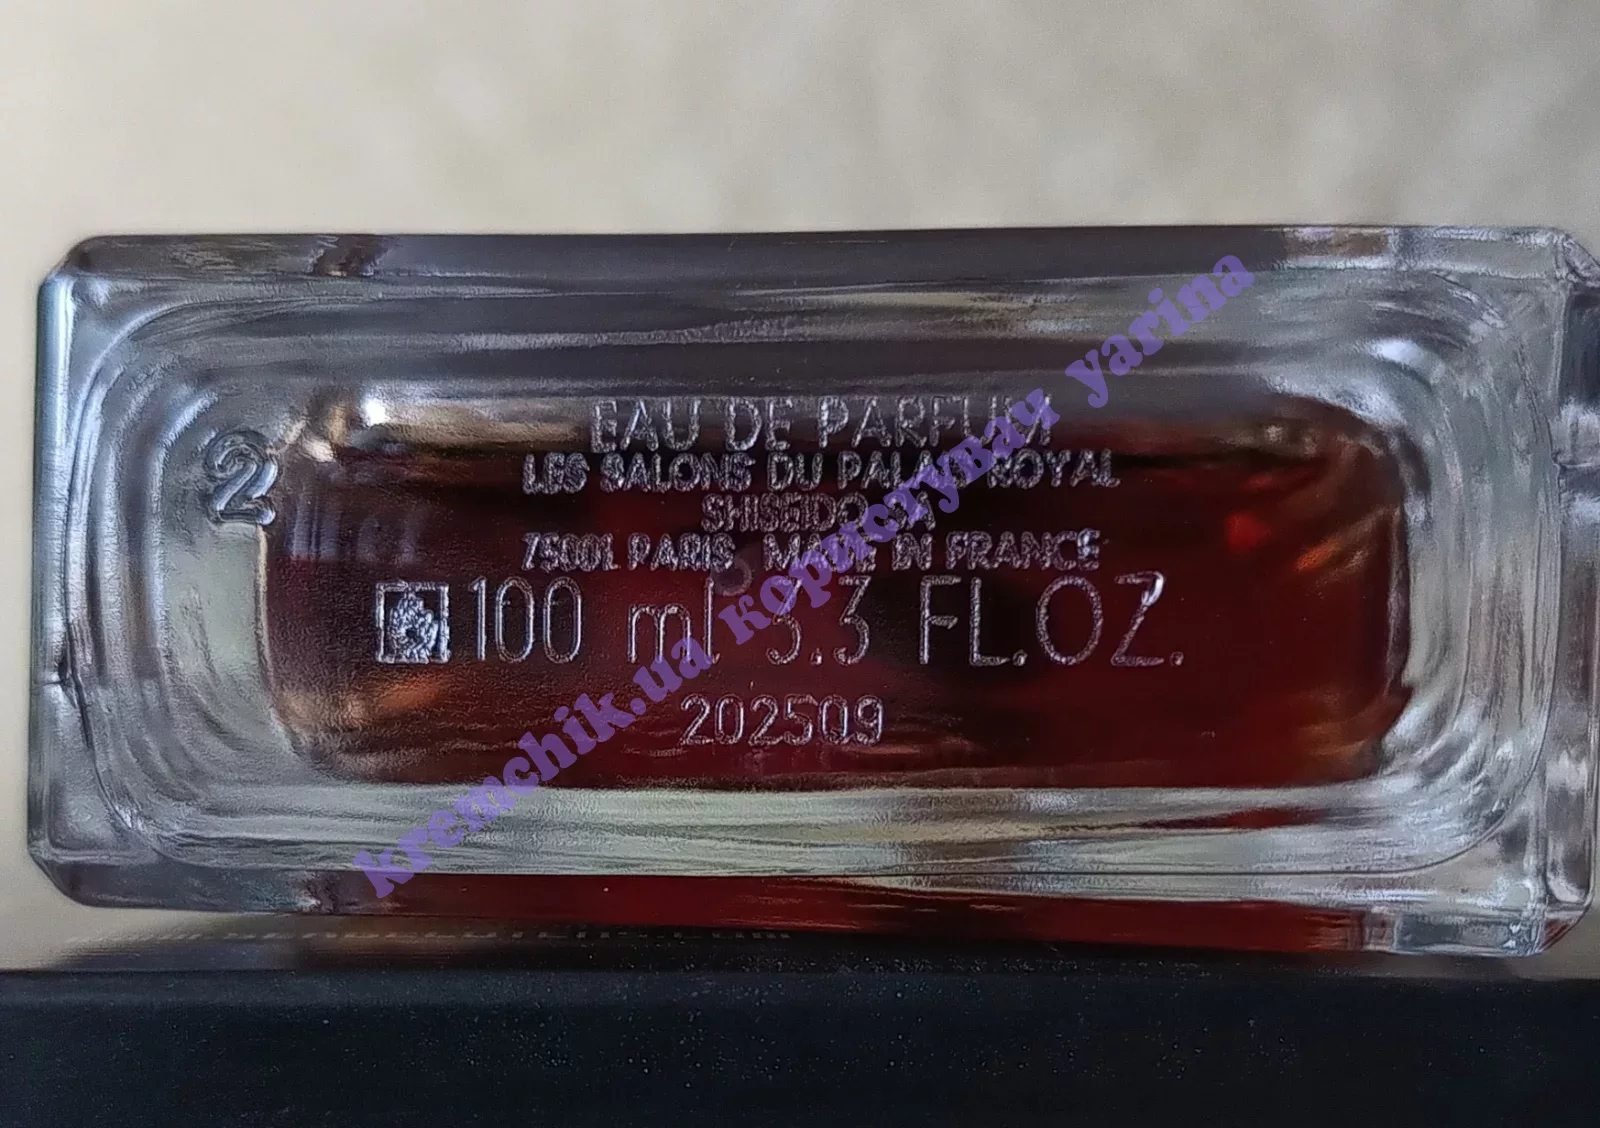 EAU DE PARFUM
LES SALONS DU PALAIS ROYAL
SHISEIDO SA
75001 PARIS MADE IN FRANCE
2
100 ml 3.3 FL.OZ.
202509
kremchik.ua користувач yarina